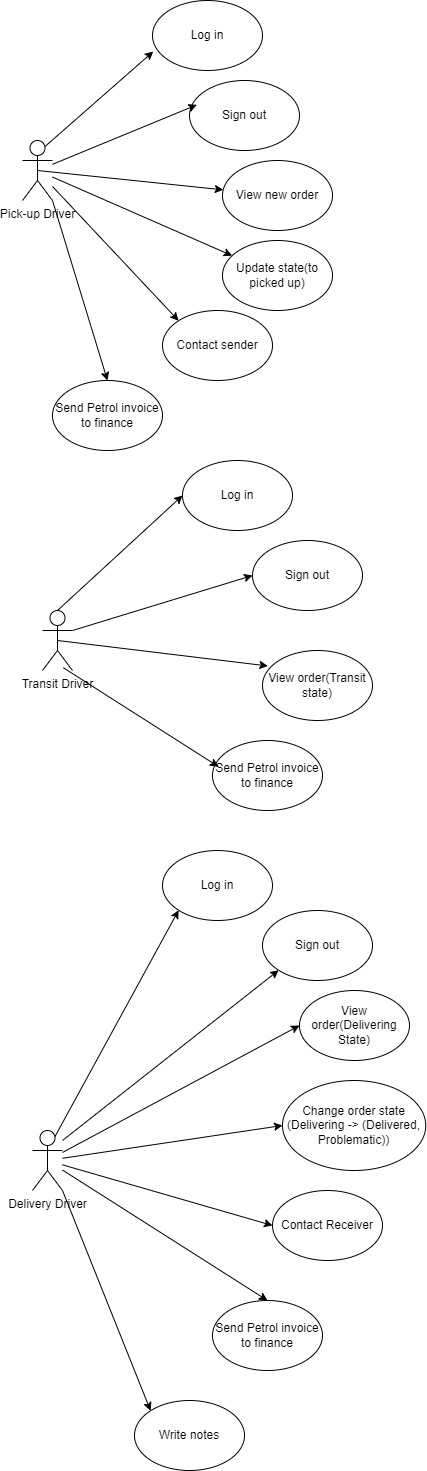 Log in
Sign out
View new order
Pick-up Driver
Update state(to
picked up)
Contact sender
Send Petrol invoice
to finance
Log in
Sign out
View order(Transit
state)
Transit Driver
Send Petrol invoice
to finance
Log in
Sign out
View
order(Delivering
State)
Change order state
(Delivering -> (Delivered,
Problematic))
Delivery Driver
Contact Receiver
Send Petrol invoice
to finance
Write notes